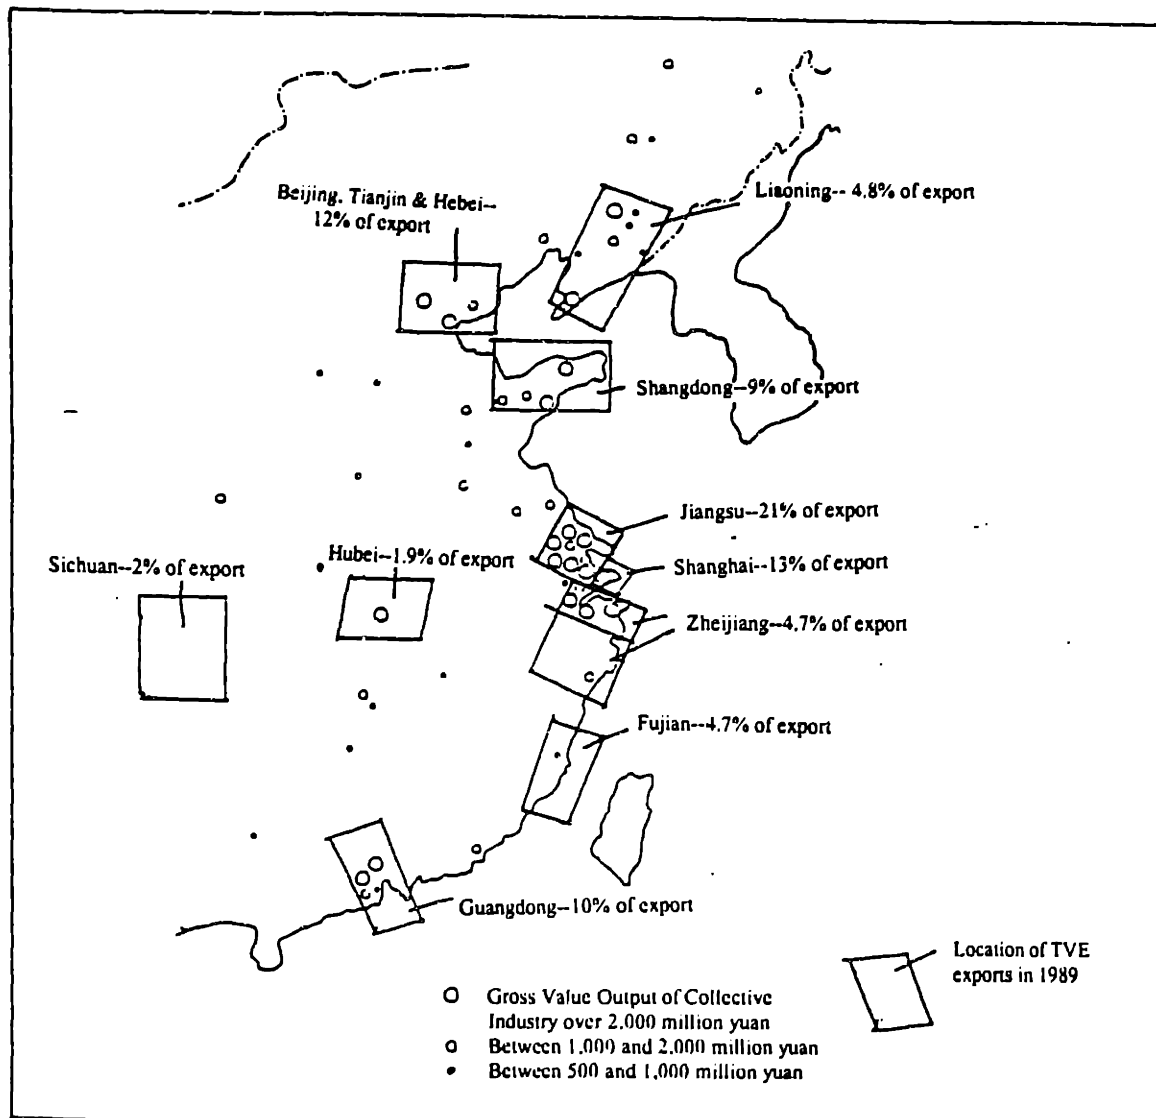 Liaoning-- 4.8% of export
Beijing, Tianjin & Hebei--
12% of export
Shangdong--9% of export
Jiangsu--21% of export
Hubei--1.9% of export
Sichuan--2% of export
Shanghai--13% of export
Zheijiang--4.7% of export
Fujian--4.7% of export
Guangdong--10% of export
Location of TVE
exports in 1989
Gross Value Output of Collective
Industry over 2,000 million yuan
Between 1,000 and 2,000 million yuan
Between 500 and 1,000 million yuan